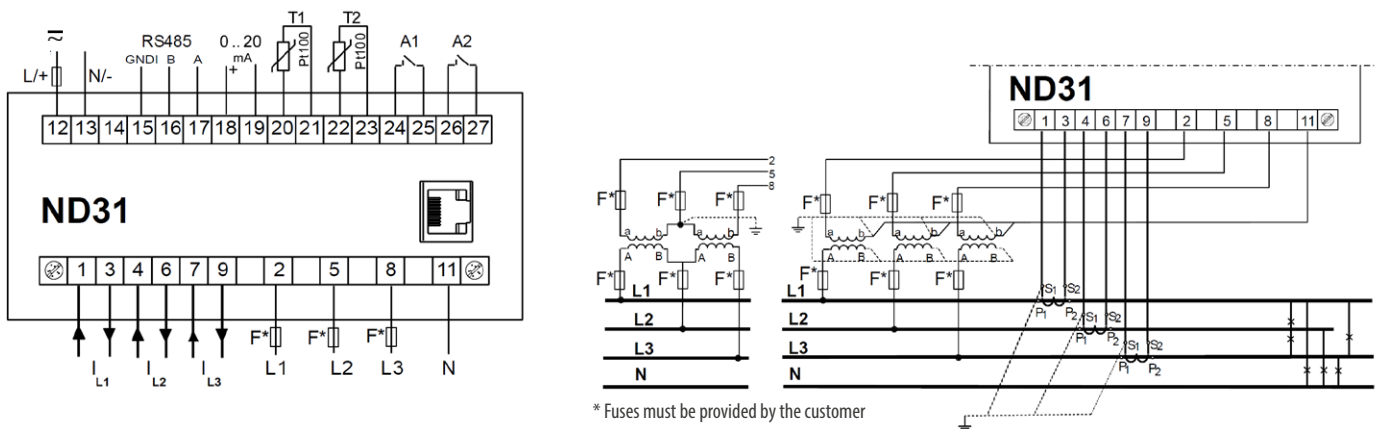 T1 T2
RS485 0 .. 20 A1 A2
GNDI B A mA
+ Pt100 Pt100
L/+ N/-
12 13 14 15 16 17 18 19 20 21 22 23 24 25 26 27
ND31
1 3 4 6 7 9 2 5 8 11
F* F* F*
I L1 I L2 I L3 L1 L2 L3 N
2
5
8
F* F* F*
a b a b
A B A B
F* F* F*
L1
L2
L3
N
ND31
1 3 4 6 7 9 2 5 8 11
F* F* F*
a b a b a b
A B A B A B
F* F* F*
L1 S1 S2
P1 P2
L2 S1 S2
P1 P2
L3 S1 S2
P1 P2
N
* Fuses must be provided by the customer